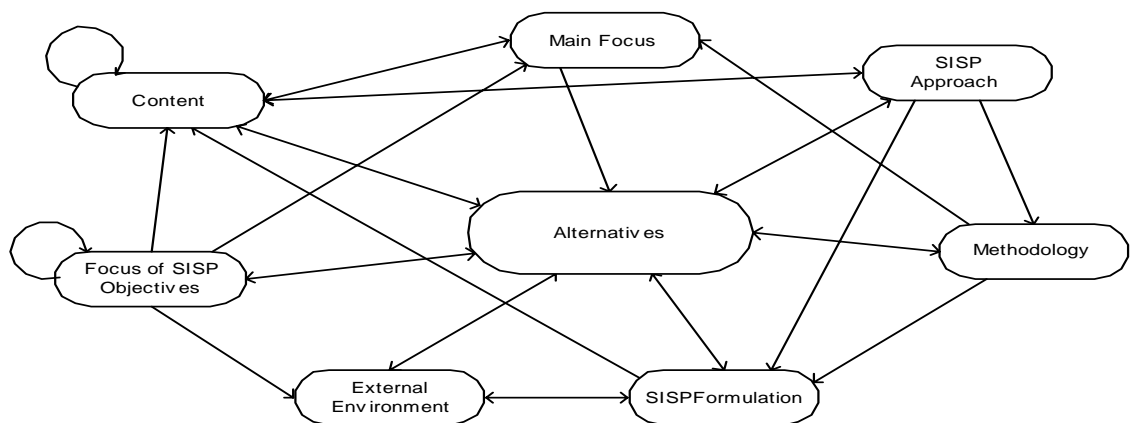 Main Focus
SISP
Approach
Content
Alternatives
Methodology
Focus of SISP
Objectives
External
Environment
SISPFormulation